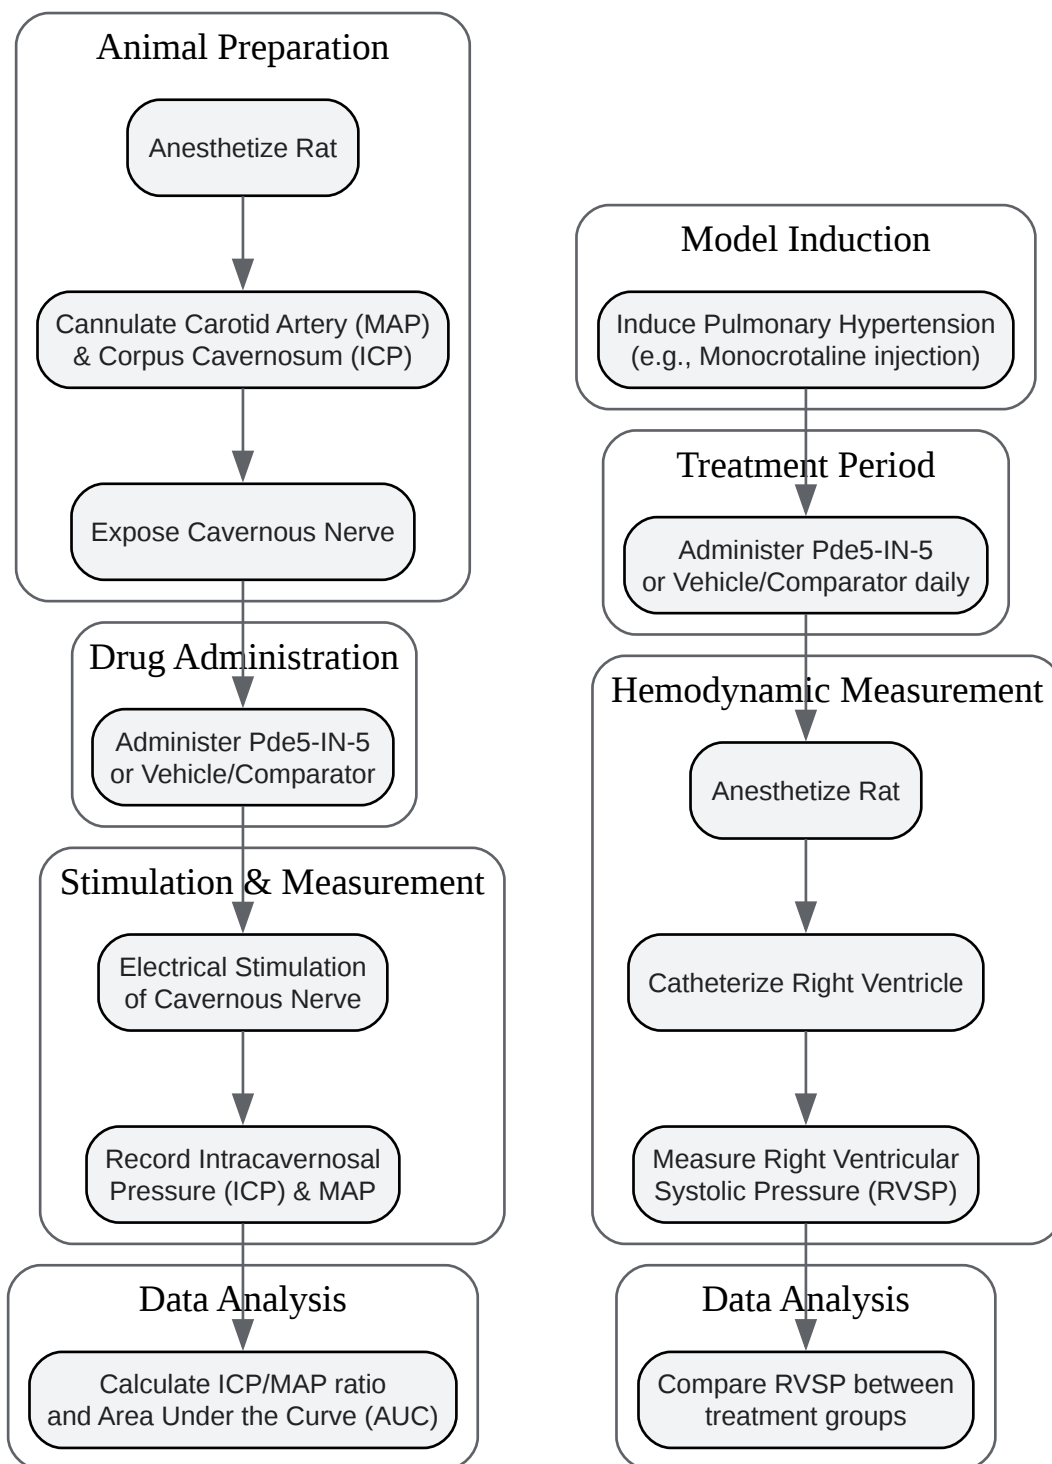 Animal Preparation
Anesthetize Rat
Cannulate Carotid Artery (MAP)
& Corpus Cavernosum (ICP)
Expose Cavernous Nerve
Drug Administration
Administer Pde5-IN-5
or Vehicle/Comparator
Stimulation & Measurement
Electrical Stimulation
of Cavernous Nerve
Record Intracavernosal
Pressure (ICP) & MAP
Data Analysis
Calculate ICP/MAP ratio
and Area Under the Curve (AUC)
Model Induction
Induce Pulmonary Hypertension
(e.g., Monocrotaline injection)
Treatment Period
Administer Pde5-IN-5
or Vehicle/Comparator daily
Hemodynamic Measurement
Anesthetize Rat
Catheterize Right Ventricle
Measure Right Ventricular
Systolic Pressure (RVSP)
Data Analysis
Compare RVSP between
treatment groups